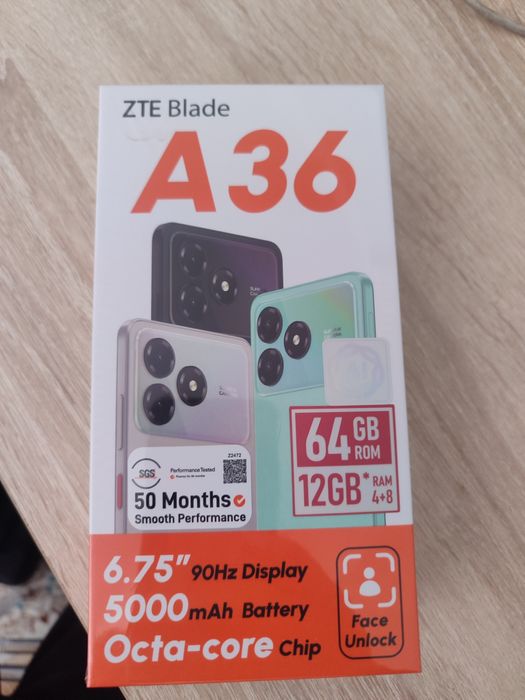 ZTE Blade
A36
64 GB ROM
12GB* RAM 4+8
SGS
Performance Tested
Z2472
50 Months
Smooth Performance
6.75” 90Hz Display
5000mAh Battery
Octa-core Chip
Face
Unlock